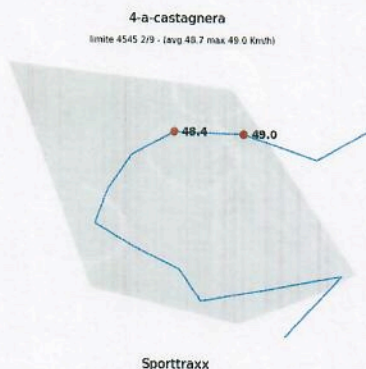 4-a-castagnera
limite 4545 2/9 - (avg 48.7 max 49.0 Km/h)
48.4
49.0
Sporttraxx